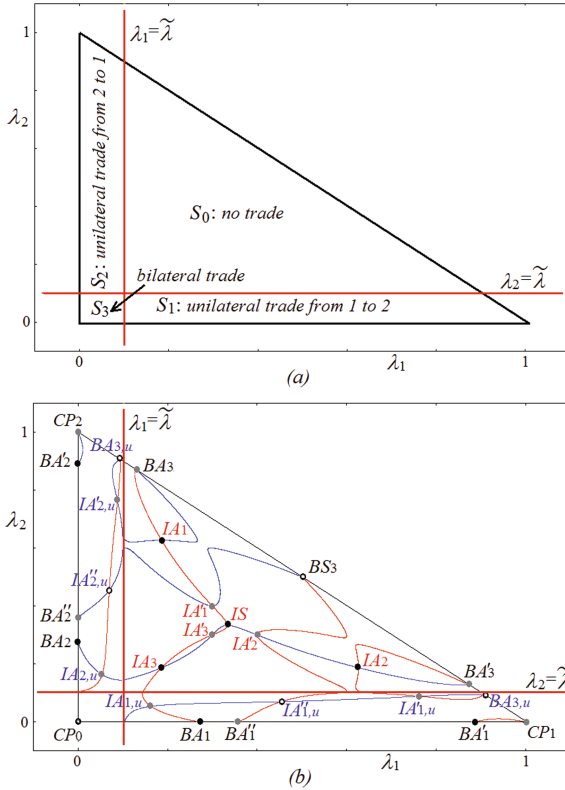 1
λ₁=λ̃
λ₂
S₂: unilateral trade from 2 to 1
S₀: no trade
bilateral trade
λ₂=λ̃
S₃
S₁: unilateral trade from 1 to 2
0
0
λ₁
1
(a)
CP₂
1
λ₁=λ̃
BA₃,ᵤ
BA₃
BA′₂
IA′₂,ᵤ
λ₂
IA₁
BS₃
IA″₂,ᵤ
BA″₂
IA′₁
IS
BA₂
IA′₃
IA′₂
IA₂,ᵤ
IA₃
IA₂
BA′₃
λ₂=λ̃
IA₁,ᵤ
IA″₁,ᵤ
IA′₁,ᵤ
BA₃,ᵤ
0
CP₀
BA₁
BA″₁
BA′₁
CP₁
0
λ₁
1
(b)